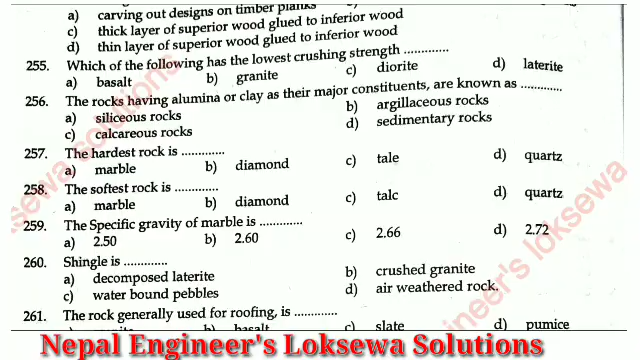 a) carving out designs on timber planks
c) thick layer of superior wood glued to inferior wood
d) thin layer of superior wood glued to inferior wood
255. Which of the following has the lowest crushing strength .............
a) basalt b) granite c) diorite d) laterite
256. The rocks having alumina or clay as their major constituents, are known as ............
a) siliceous rocks b) argillaceous rocks
c) calcareous rocks d) sedimentary rocks
257. The hardest rock is ............
a) marble b) diamond c) tale d) quartz
258. The softest rock is ............
a) marble b) diamond c) talc d) quartz
259. The Specific gravity of marble is ............
a) 2.50 b) 2.60 c) 2.66 d) 2.72
260. Shingle is ............
a) decomposed laterite b) crushed granite
c) water bound pebbles d) air weathered rock.
261. The rock generally used for roofing, is ............
b) basalt c) slate d) pumice
Nepal Engineer's Loksewa Solutions